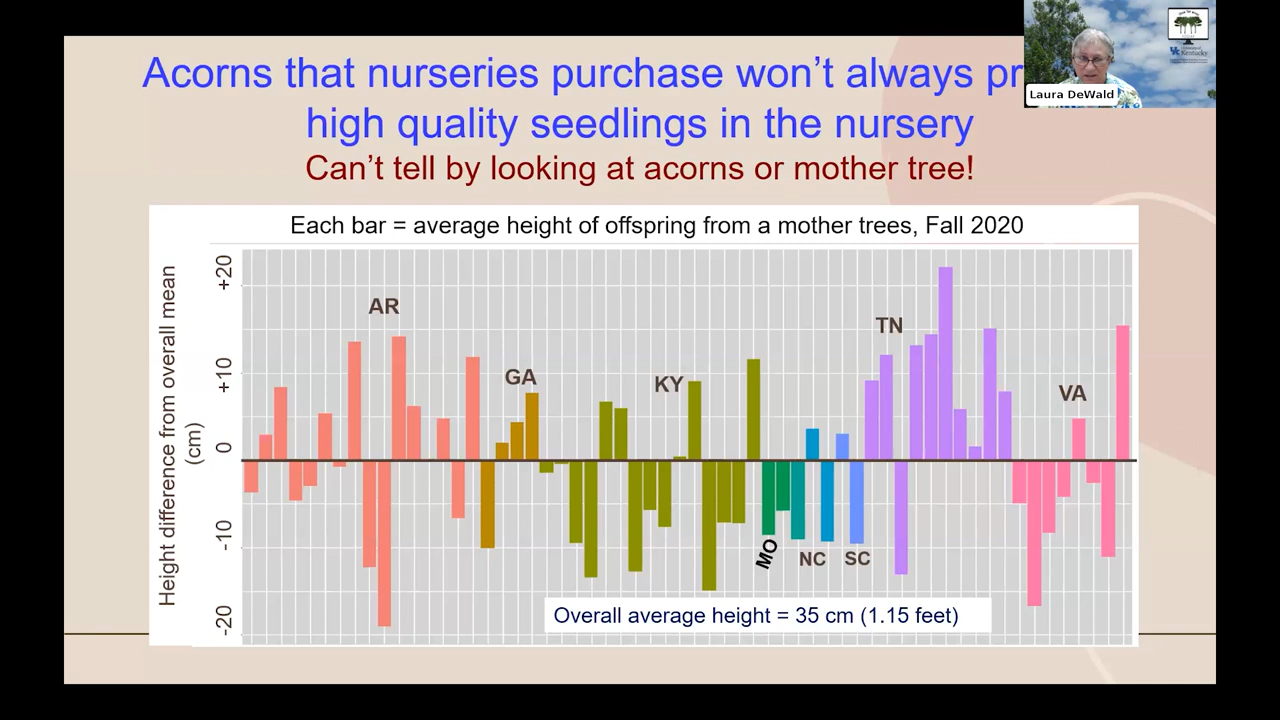 Acorns that nurseries purchase won't always pr
high quality seedlings in the nursery
Can't tell by looking at acorns or mother tree!
Laura DeWald
Each bar = average height of offspring from a mother trees, Fall 2020
Height difference from overall mean
(cm)
+20
+10
0
-10
-20
AR
GA
KY
MO
NC
SC
TN
VA
Overall average height = 35 cm (1.15 feet)